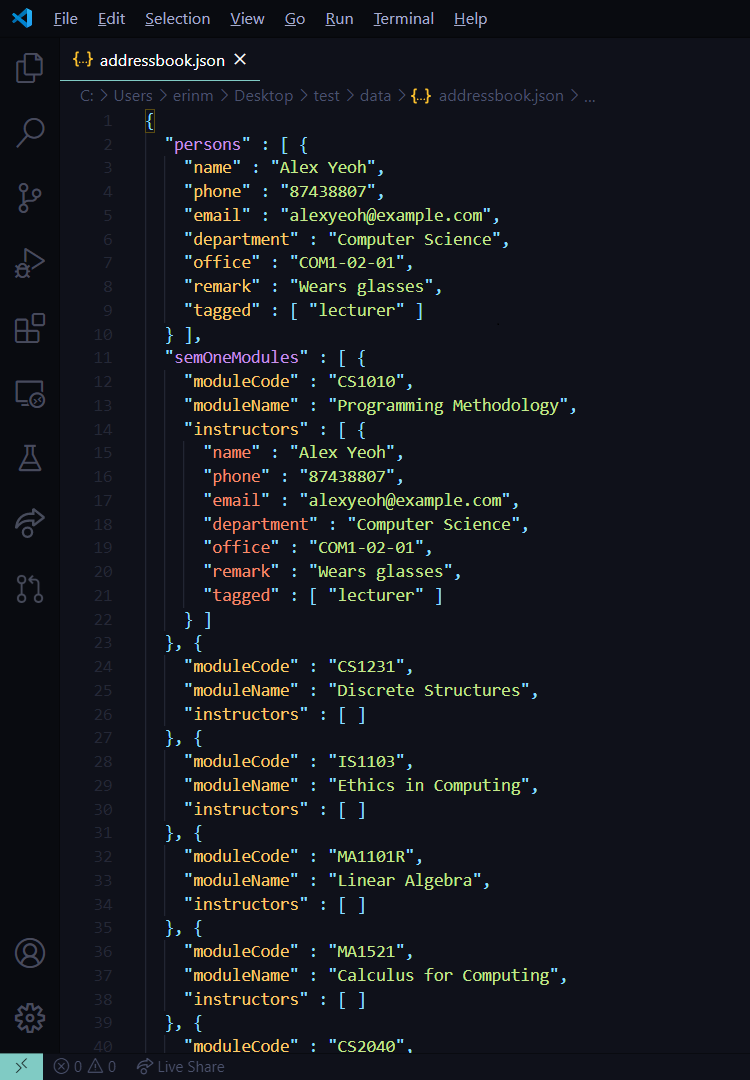 File Edit Selection View Go Run Terminal Help
{..} addressbook.json ×
C: > Users > erinm > Desktop > test > data > {..} addressbook.json > ...
1 {
2 "persons" : [ {
3 "name" : "Alex Yeoh",
4 "phone" : "87438807",
5 "email" : "alexyeoh@example.com",
6 "department" : "Computer Science",
7 "office" : "COM1-02-01",
8 "remark" : "Wears glasses",
9 "tagged" : [ "lecturer" ]
10 } ],
11 "semOneModules" : [ {
12 "moduleCode" : "CS1010",
13 "moduleName" : "Programming Methodology",
14 "instructors" : [ {
15 "name" : "Alex Yeoh",
16 "phone" : "87438807",
17 "email" : "alexyeoh@example.com",
18 "department" : "Computer Science",
19 "office" : "COM1-02-01",
20 "remark" : "Wears glasses",
21 "tagged" : [ "lecturer" ]
22 } ]
23 }, {
24 "moduleCode" : "CS1231",
25 "moduleName" : "Discrete Structures",
26 "instructors" : [ ]
27 }, {
28 "moduleCode" : "IS1103",
29 "moduleName" : "Ethics in Computing",
30 "instructors" : [ ]
31 }, {
32 "moduleCode" : "MA1101R",
33 "moduleName" : "Linear Algebra",
34 "instructors" : [ ]
35 }, {
36 "moduleCode" : "MA1521",
37 "moduleName" : "Calculus for Computing",
38 "instructors" : [ ]
39 }, {
40 "moduleCode" : "CS2040",
0 0 Live Share